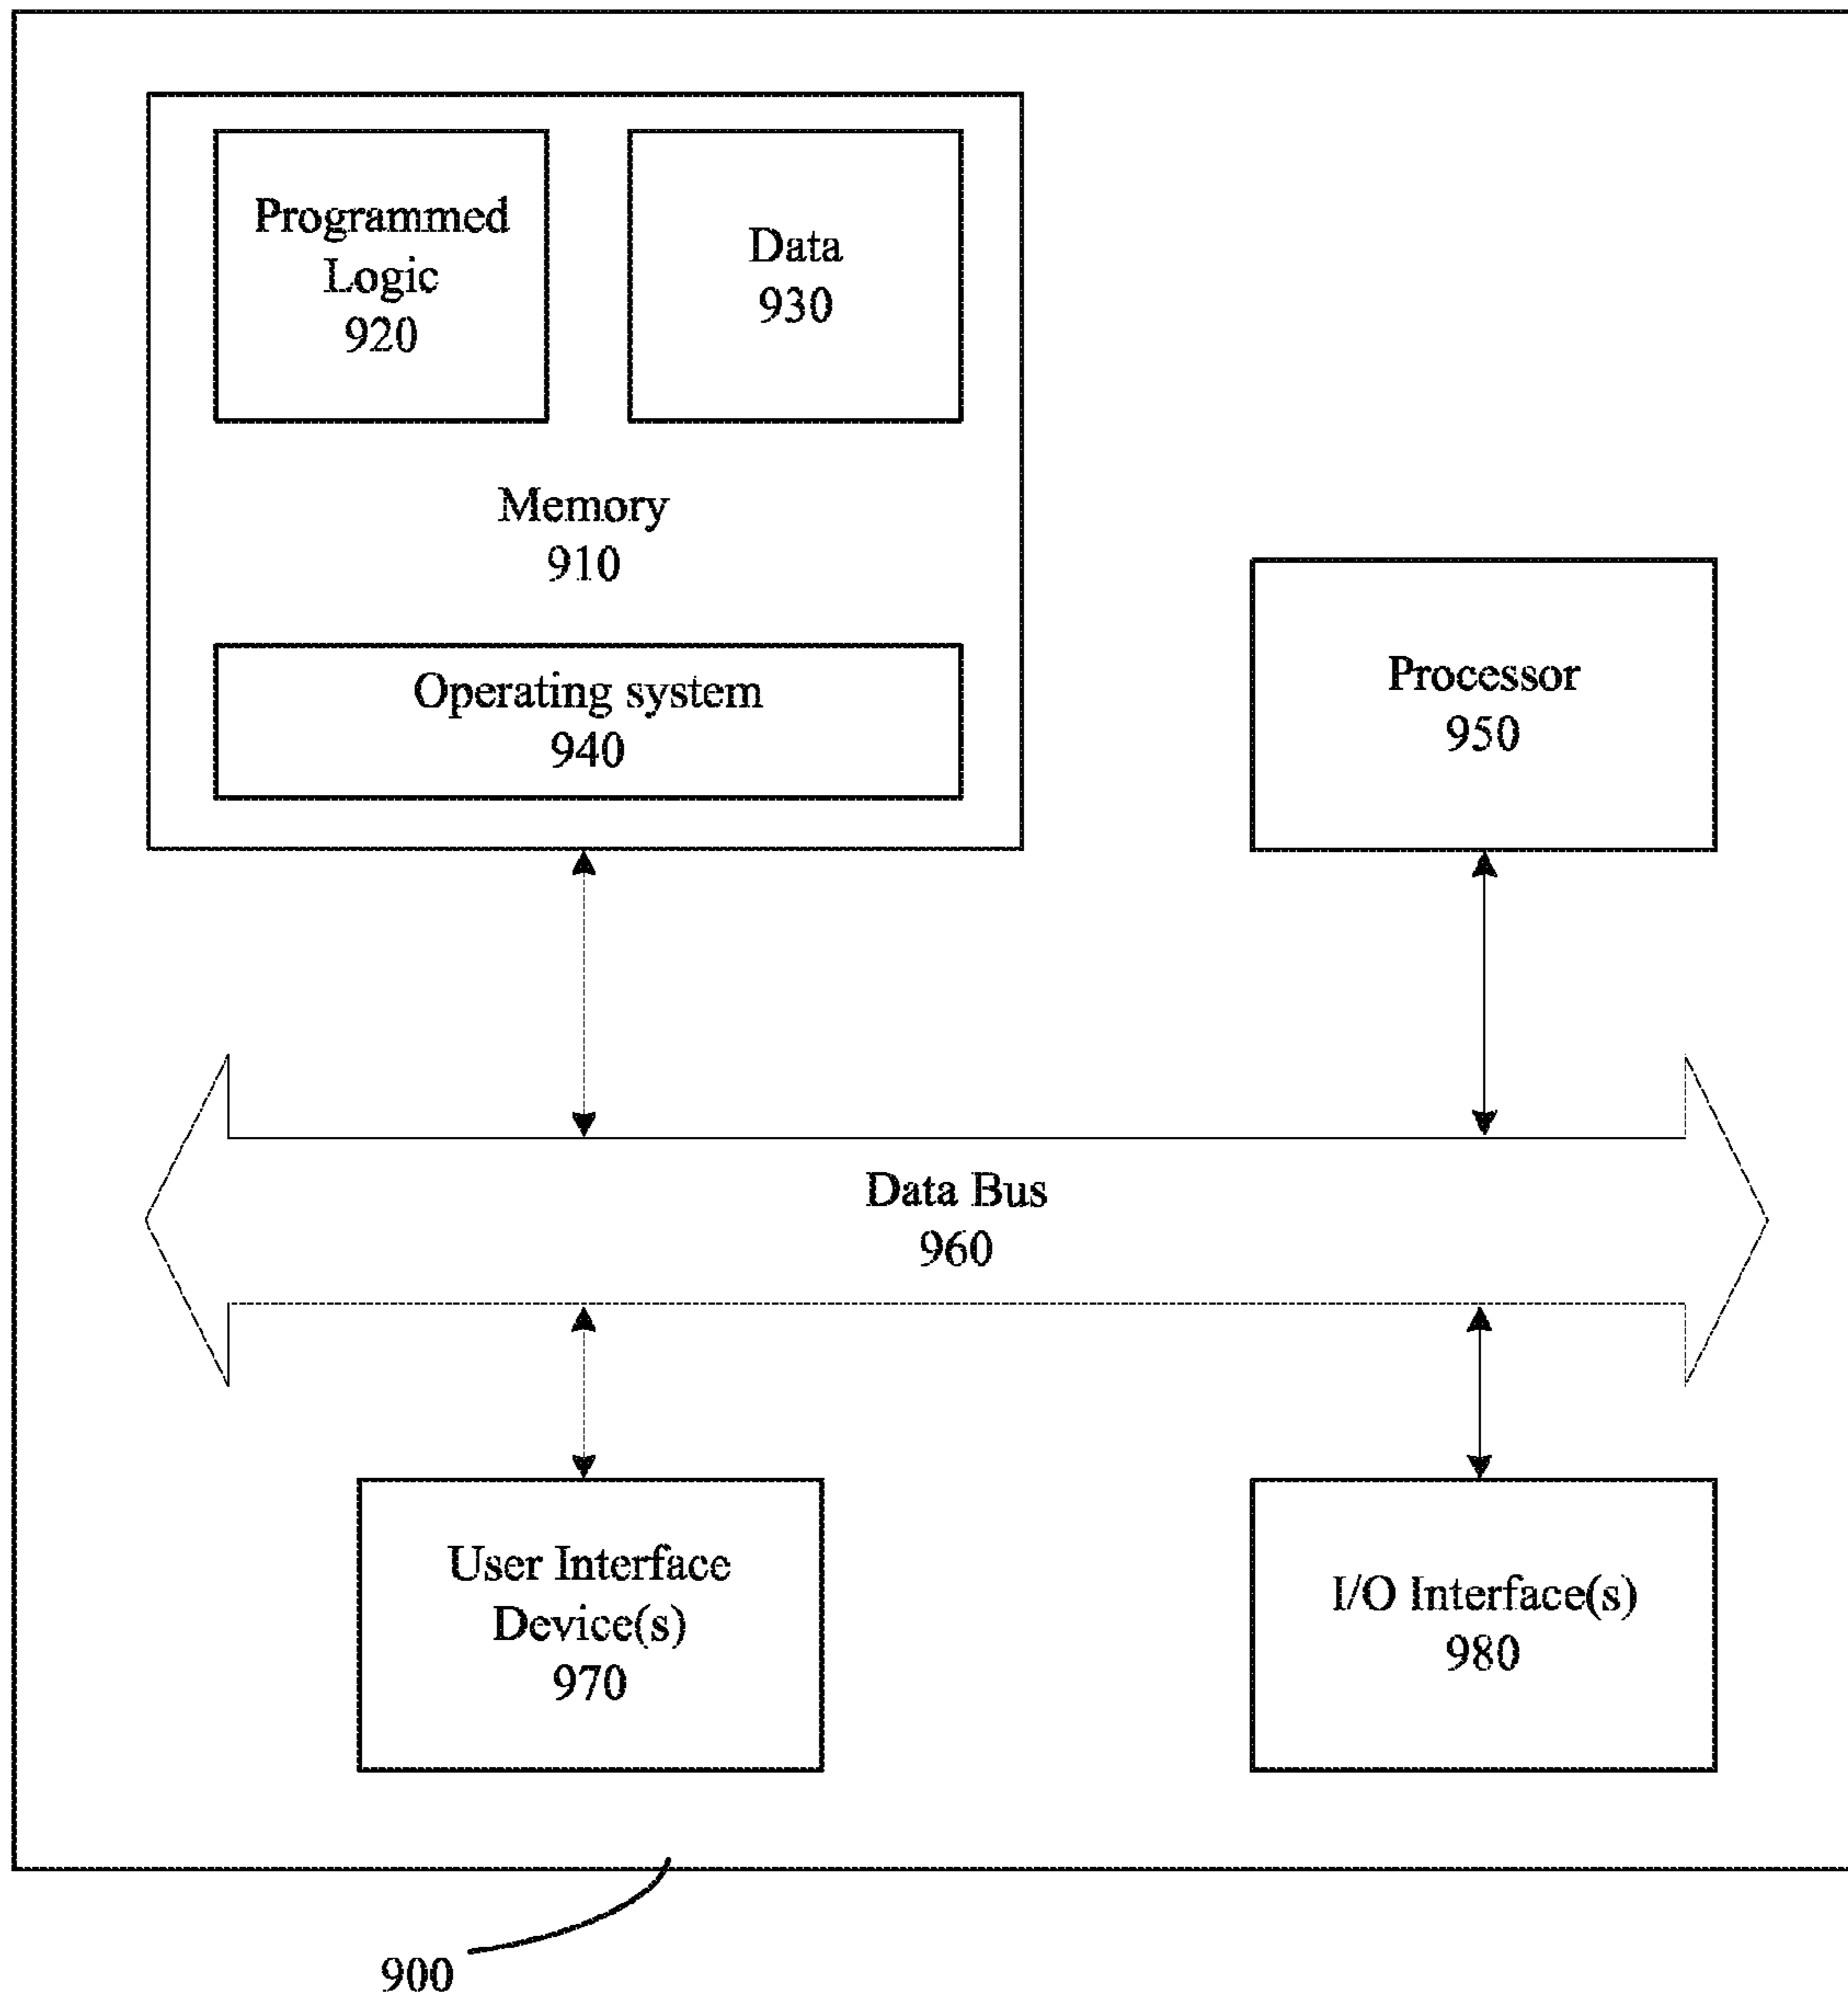 Programmed
Logic
920
Data
930
Memory
910
Operating system
940
Processor
950
Data Bus
960
User Interface
Device(s)
970
I/O Interface(s)
980
900